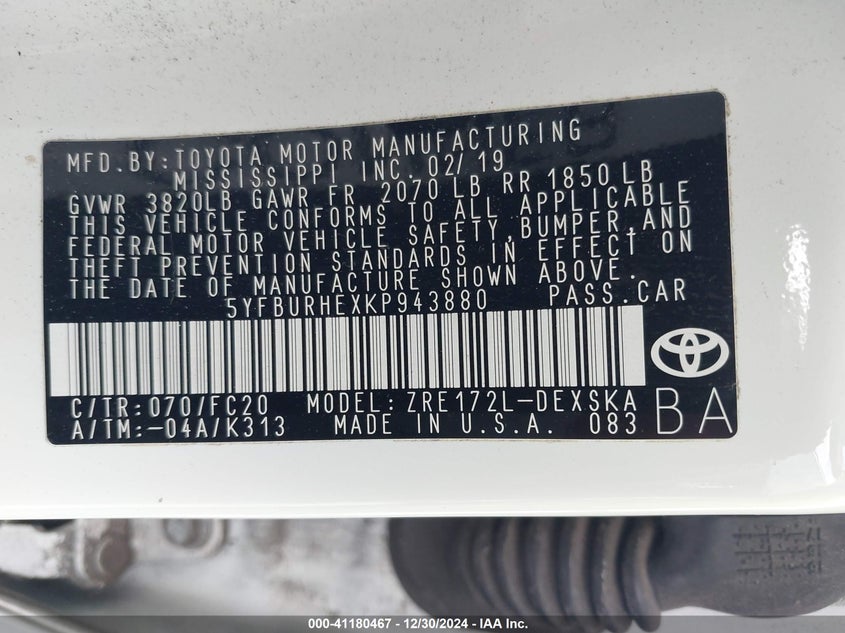 MFD. BY: TOYOTA MOTOR MANUFACTURING
MISSISSIPPI INC. 02/19
GVWR 3820LB GAWR FR 2070 LB RR 1850 LB
THIS VEHICLE CONFORMS TO ALL APPLICABLE
FEDERAL MOTOR VEHICLE SAFETY, BUMPER, AND
THEFT PREVENTION STANDARDS IN EFFECT ON
THE DATE OF MANUFACTURE SHOWN ABOVE.
5YFBURHEXKP943880 PASS. CAR
C/TR: 070/FC20 MODEL: ZRE172L-DEXSKA
A/TM: -04A/K313 MADE IN U.S.A. 083
BA
000-41180467 - 12/30/2024 - IAA Inc.